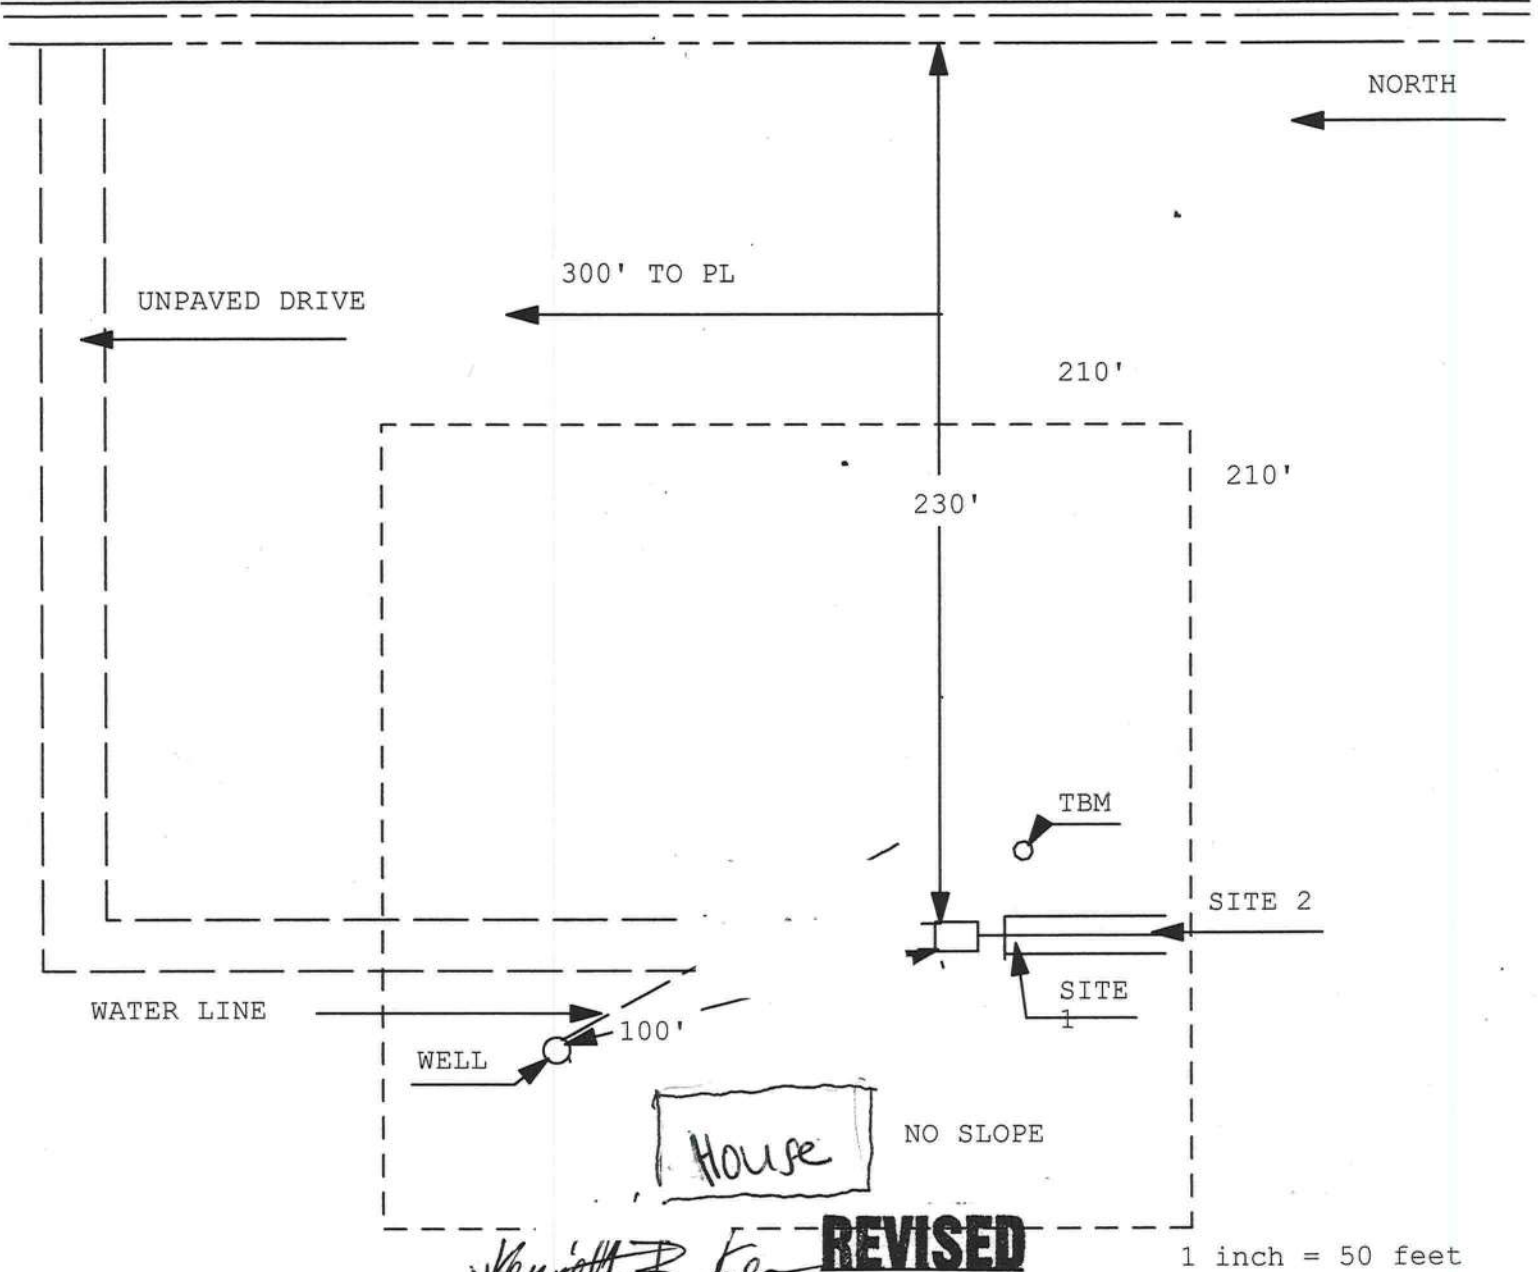 NORTH
300' TO PL
UNPAVED DRIVE
210'
210'
230'
TBM
SITE 2
SITE
1
WATER LINE
100'
WELL
House
NO SLOPE
REVISED
1 inch = 50 feet